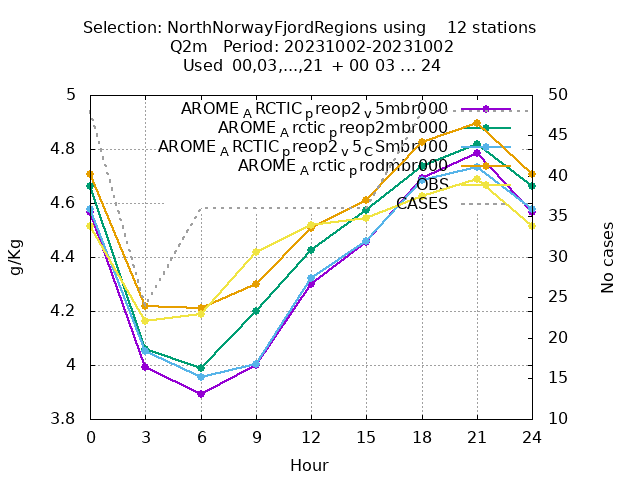 Selection: NorthNorwayFjordRegions using    12 stations
Q2m   Period: 20231002-20231002
Used  00,03,...,21  + 00 03 ... 24
AROME_ARCTIC_preop2_v5mbr000
AROME_Arctic_preop2mbr000
AROME_ARCTIC_preop2_v5_CSmbr000
AROME_Arctic_prodmbr000
OBS
CASES
g/Kg
5
4.8
4.6
4.4
4.2
4
3.8
50
45
40
35
30
25
20
15
10
No cases
0 3 6 9 12 15 18 21 24
Hour